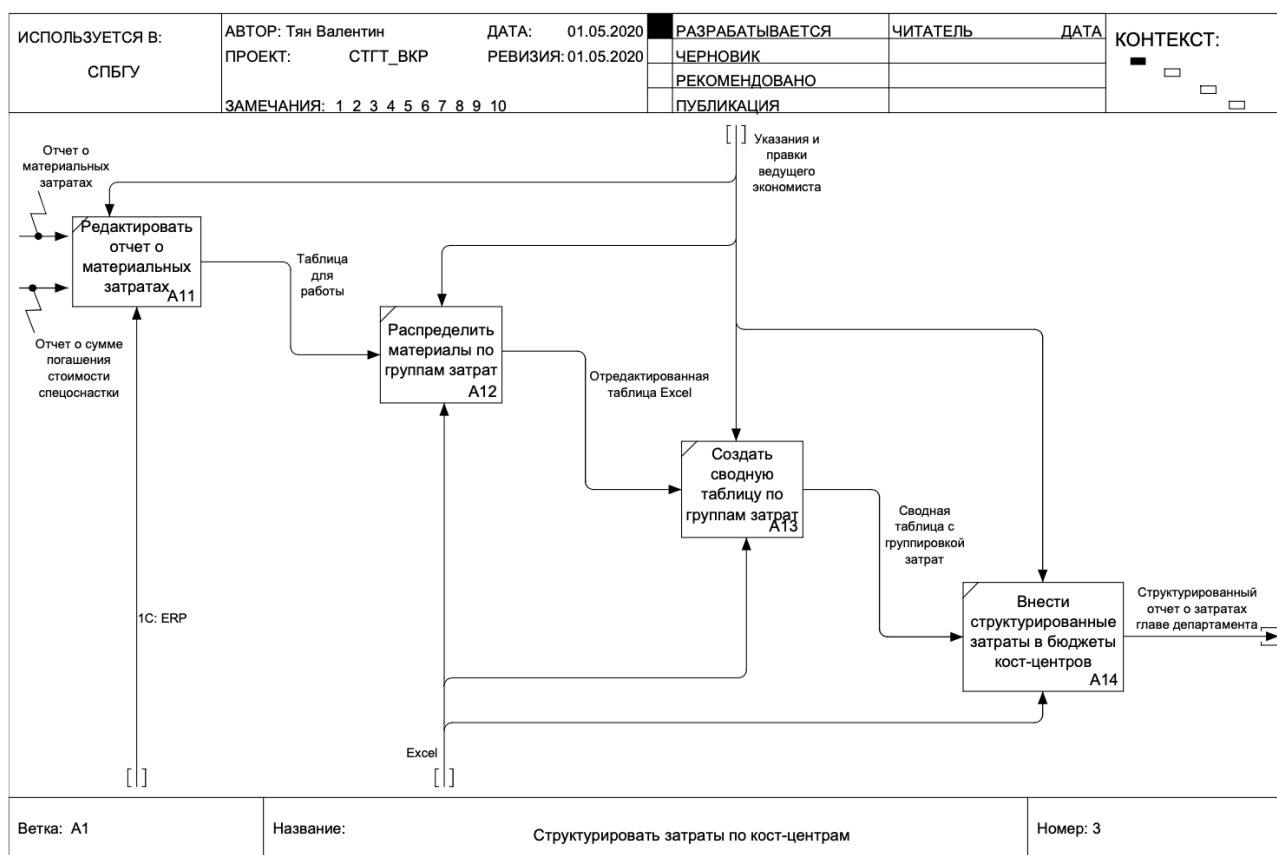 ИСПОЛЬЗУЕТСЯ В:
СПБГУ
АВТОР: Тян Валентин
ДАТА: 01.05.2020
ПРОЕКТ: СТГТ_ВКР
РЕВИЗИЯ: 01.05.2020
ЗАМЕЧАНИЯ: 1 2 3 4 5 6 7 8 9 10
РАЗРАБАТЫВАЕТСЯ
ЧЕРНОВИК
РЕКОМЕНДОВАНО
ПУБЛИКАЦИЯ
ЧИТАТЕЛЬ
ДАТА
КОНТЕКСТ:
Указания и
правки
ведущего
экономиста
Отчет о
материальных
затратах
Редактировать
отчет о
материальных
затратах
A11
Отчет о сумме
погашения
стоимости
спецоснастки
Таблица
для
работы
Распределить
материалы по
группам затрат
A12
Отредактированная
таблица Excel
Создать
сводную
таблицу по
группам затрат
A13
Сводная
таблица с
группировкой
затрат
Внести
структурированные
затраты в бюджеты
кост-центров
A14
Структурированный
отчет о затратах
главе департамента
1C: ERP
Excel
Ветка: A1
Название:
Структурировать затраты по кост-центрам
Номер: 3